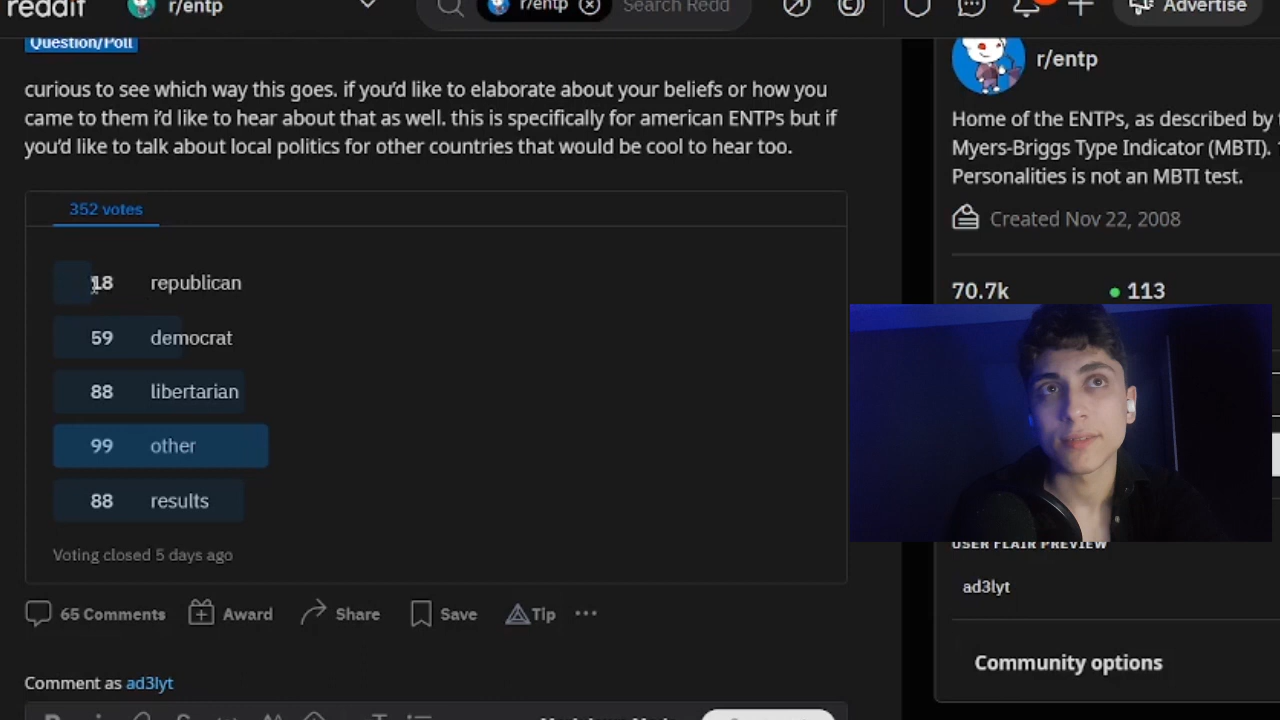 reddit
r/entp
r/entp
Search Redd
Advertise
Question/Poll
curious to see which way this goes. if you'd like to elaborate about your beliefs or how you
came to them i'd like to hear about that as well. this is specifically for american ENTPs but if
you'd like to talk about local politics for other countries that would be cool to hear too.
352 votes
18 republican
59 democrat
88 libertarian
99 other
88 results
Voting closed 5 days ago
65 Comments
Award
Share
Save
Tip
Comment as ad3lyt
r/entp
Home of the ENTPs, as described by
Myers-Briggs Type Indicator (MBTI).
Personalities is not an MBTI test.
Created Nov 22, 2008
70.7k
113
USER FLAIR PREVIEW
ad3lyt
Community options